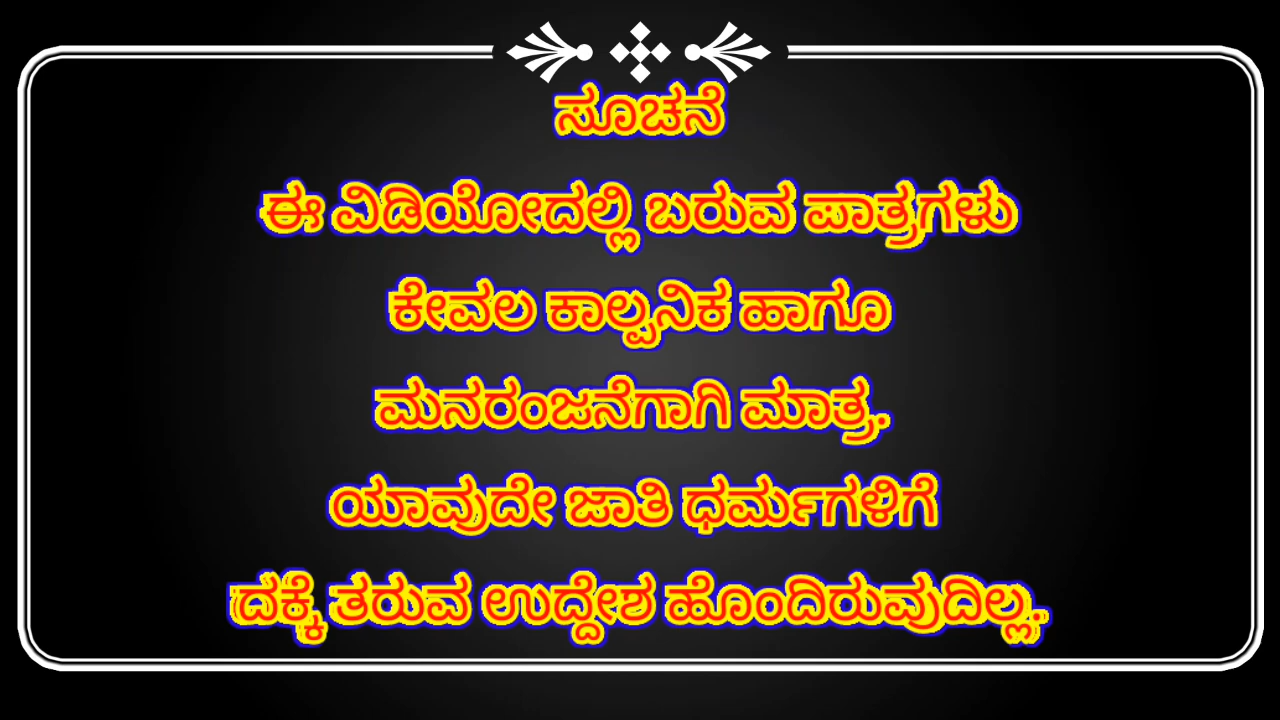 ಸೂಚನೆ
ಈ ವಿಡಿಯೋದಲ್ಲಿ ಬರುವ ಪಾತ್ರಗಳು
ಕೇವಲ ಕಾಲ್ಪನಿಕ ಹಾಗೂ
ಮನರಂಜನೆಗಾಗಿ ಮಾತ್ರ.
ಯಾವುದೇ ಜಾತಿ ಧರ್ಮಗಳಿಗೆ
ದಕ್ಕೆ ತರುವ ಉದ್ದೇಶ ಹೊಂದಿರುವುದಿಲ್ಲ.